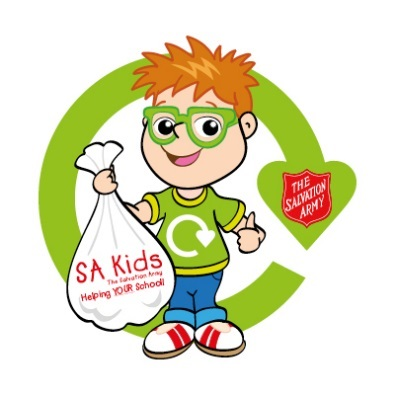 SA Kids
The Salvation Army
Helping YOUR School!
THE
SALVATION
ARMY